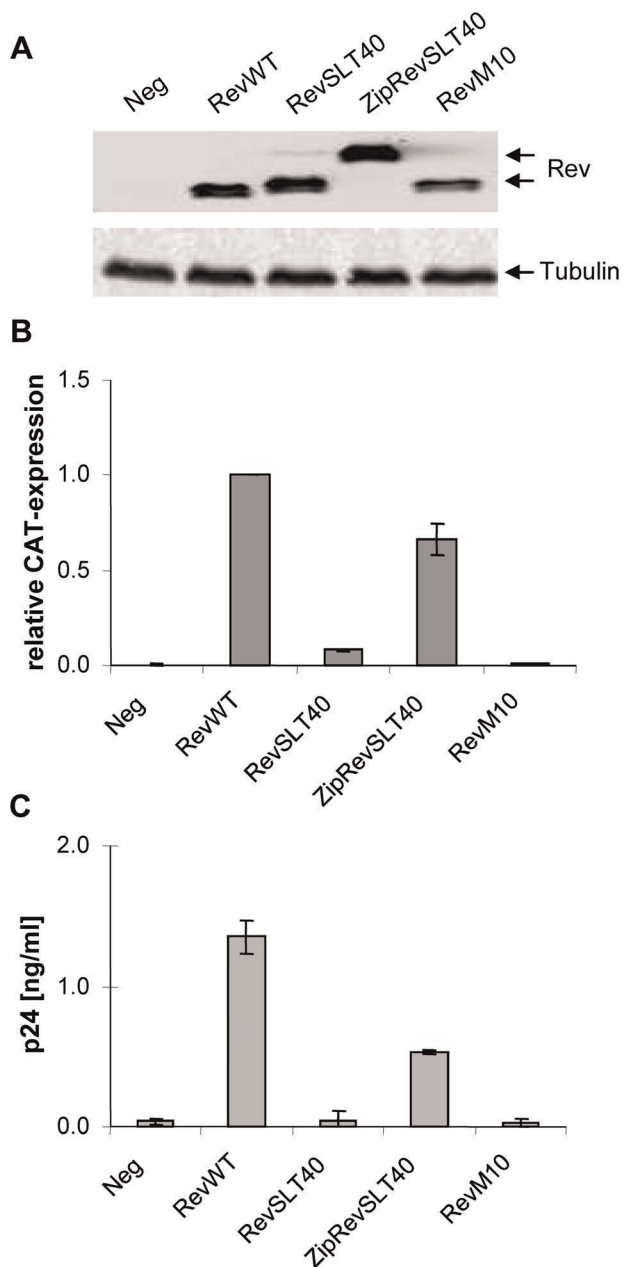 A
Neg
RevWT
RevSLT40
ZipRevSLT40
RevM10
Rev
Tubulin
B
relative CAT-expression
1.5
1.0
0.5
0.0
Neg
RevWT
RevSLT40
ZipRevSLT40
RevM10
C
p24 [ng/ml]
2.0
1.0
0.0
Neg
RevWT
RevSLT40
ZipRevSLT40
RevM10